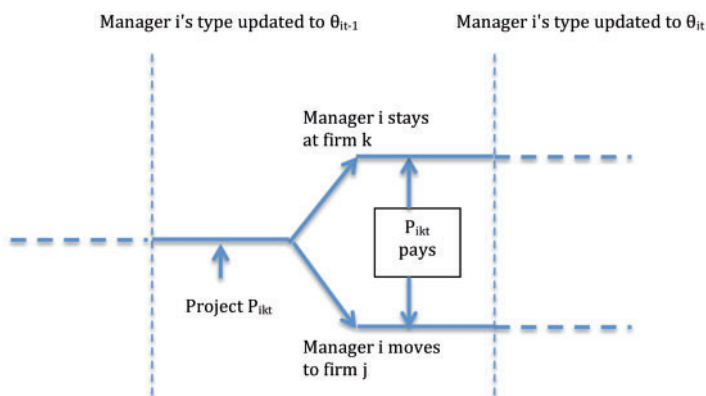 Manager i's type updated to θit-1
Manager i's type updated to θit
Manager i stays
at firm k
Pikt
pays
Project Pikt
Manager i moves
to firm j